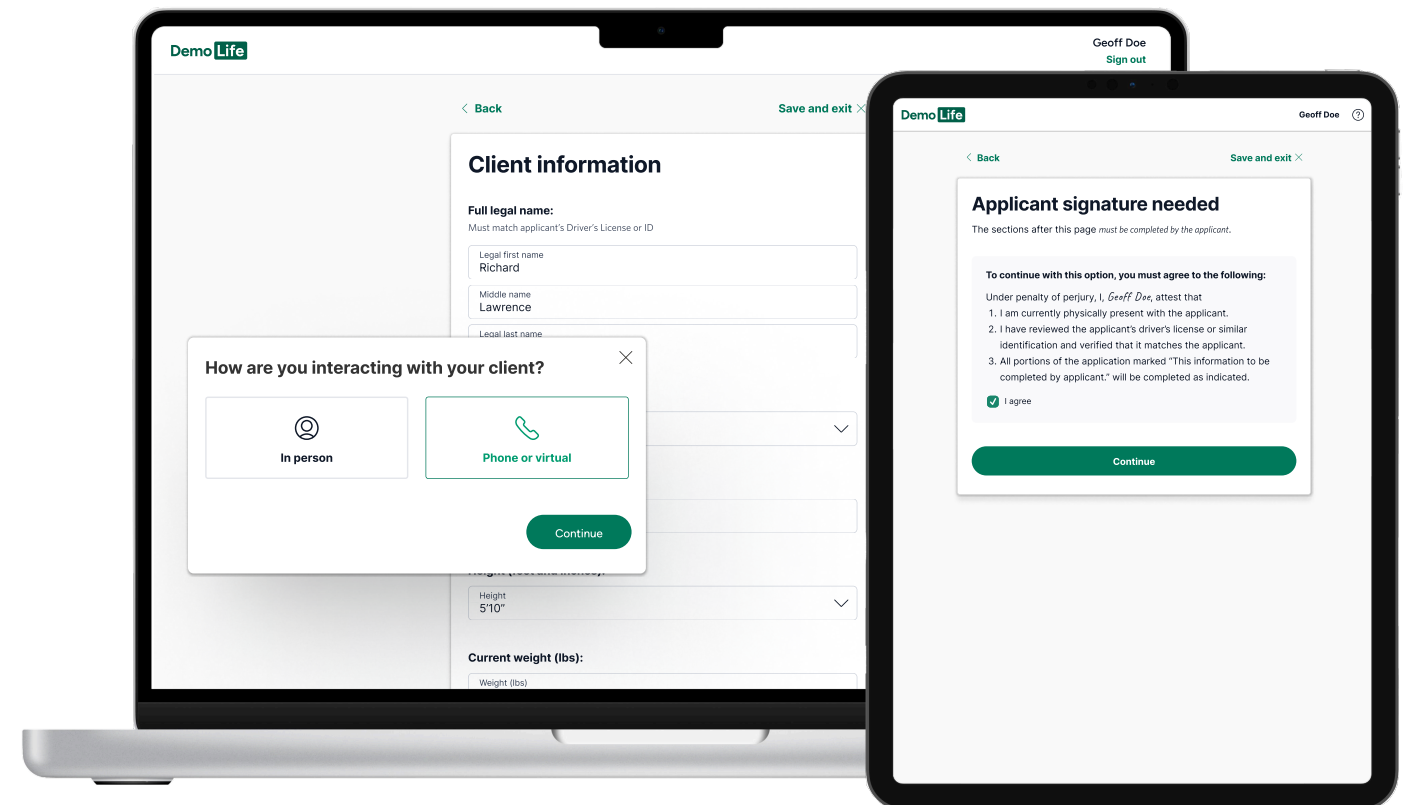 Demo Life
Geoff Doe
Sign out
Back
Save and exit
Client information
Full legal name:
Must match applicant's Driver's License or ID
Legal first name
Richard
Middle name
Lawrence
Legal last name
How are you interacting with your client?
In person
Phone or virtual
Continue
Height
5'10"
Current weight (lbs):
Weight (lbs)
Demo Life
Geoff Doe
Back
Save and exit
Applicant signature needed
The sections after this page must be completed by the applicant.
To continue with this option, you must agree to the following:
Under penalty of perjury, I, Geoff Doe, attest that
1. I am currently physically present with the applicant.
2. I have reviewed the applicant's driver's license or similar
identification and verified that it matches the applicant.
3. All portions of the application marked “This information to be
completed by applicant.” will be completed as indicated.
I agree
Continue